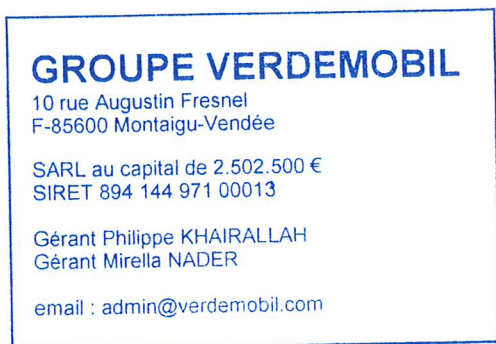 GROUPE VERDEMOBIL
10 rue Augustin Fresnel
F-85600 Montaigu-Vendée
SARL au capital de 2.502.500 €
SIRET 894 144 971 00013
Gérant Philippe KHAIRALLAH
Gérant Mirella NADER
email : admin@verdemobil.com